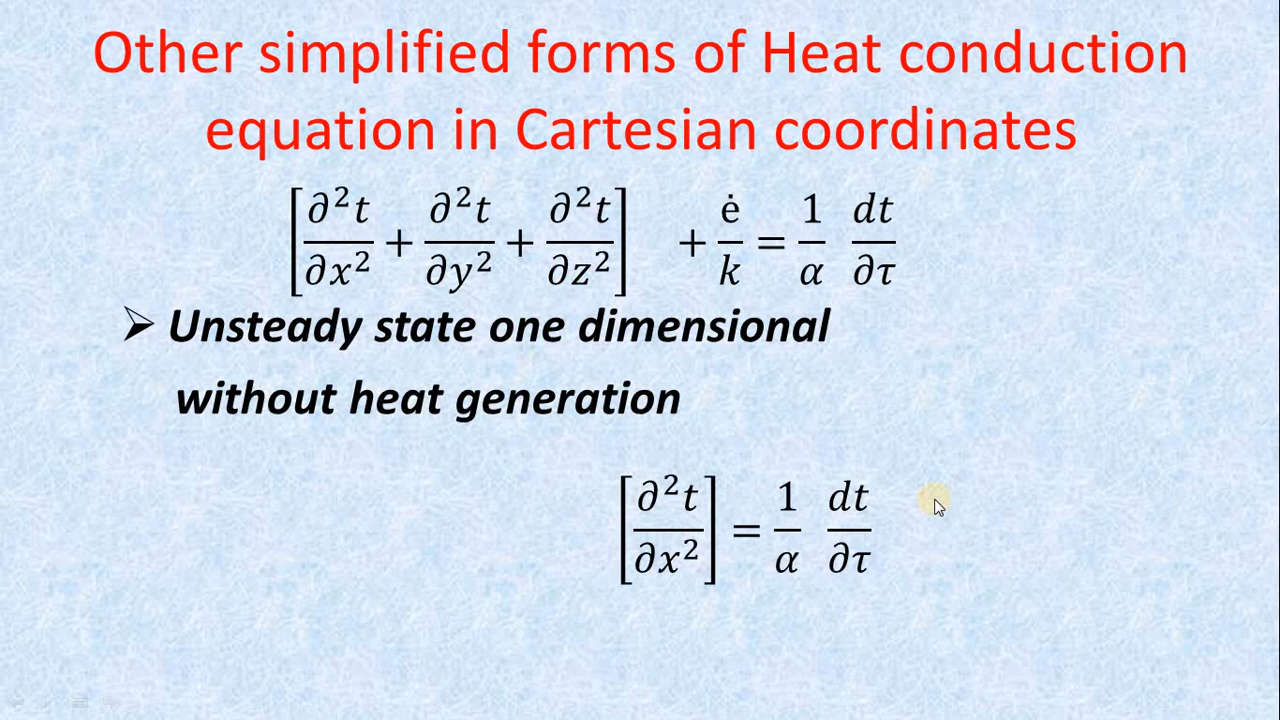 Other simplified forms of Heat conduction
equation in Cartesian coordinates
[∂²t/∂x² + ∂²t/∂y² + ∂²t/∂z²] + ė/k = 1/α dt/∂τ
➢ Unsteady state one dimensional
without heat generation
[∂²t/∂x²] = 1/α dt/∂τ